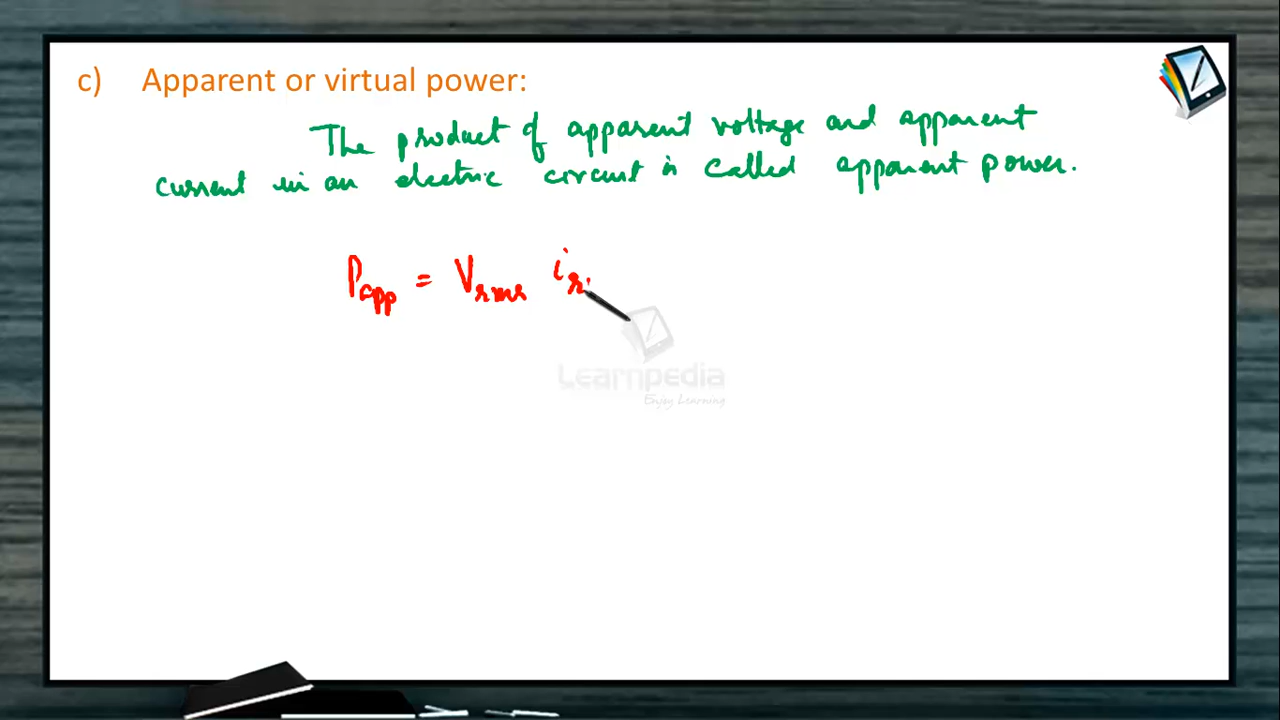 c) Apparent or virtual power:
The product of apparent voltage and apparent
current in an electric circuit is called apparent power.
Papp = Vrms ir
Learnpedia
Enjoy Learning